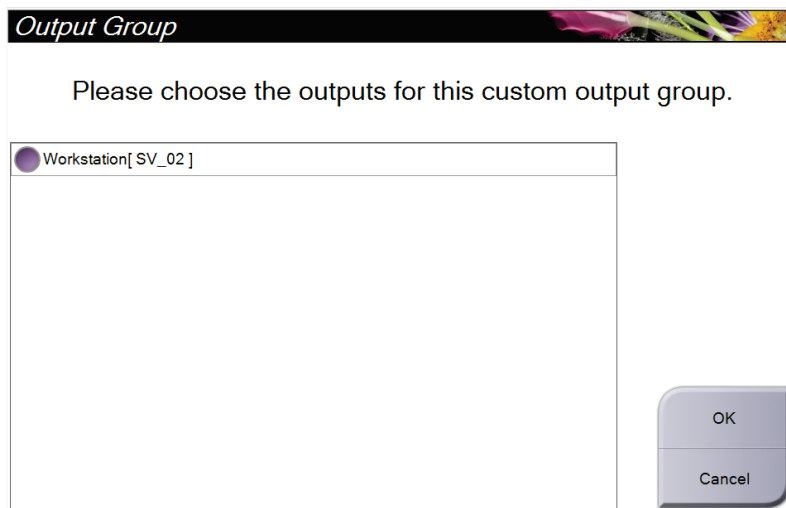 Output Group
Please choose the outputs for this custom output group.
Workstation[ SV_02 ]
OK
Cancel